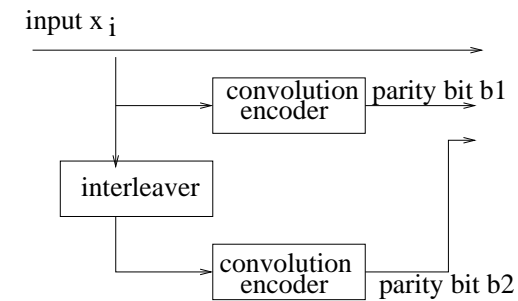 input x i
convolution
encoder
parity bit b1
interleaver
convolution
encoder
parity bit b2